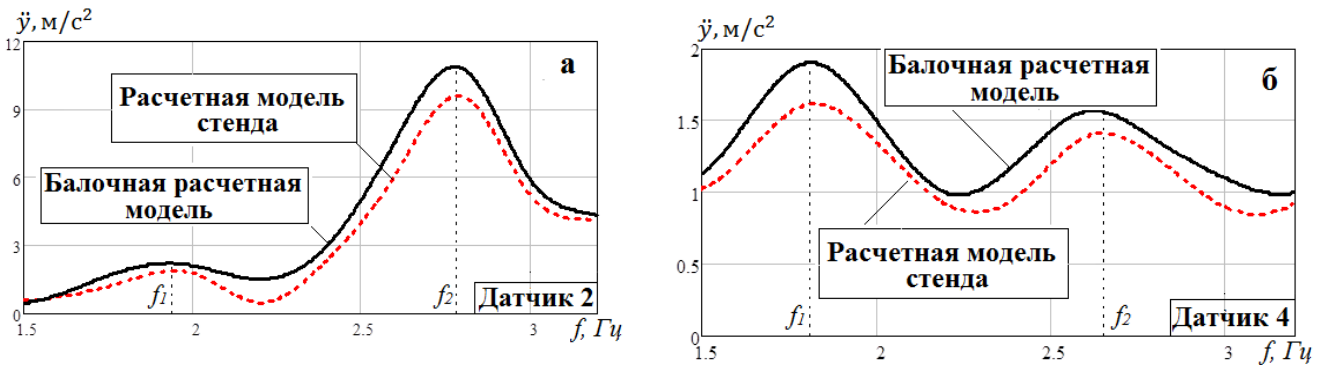 ÿ, м/с²
12
9
6
3
0
1.5
2
2.5
3
f, Гц
а
Расчетная модель
стенда
Балочная расчетная
модель
f1
f2
Датчик 2
ÿ, м/с²
2
1.5
1
0.5
0
1.5
2
2.5
3
f, Гц
б
Балочная расчетная
модель
Расчетная модель
стенда
f1
f2
Датчик 4